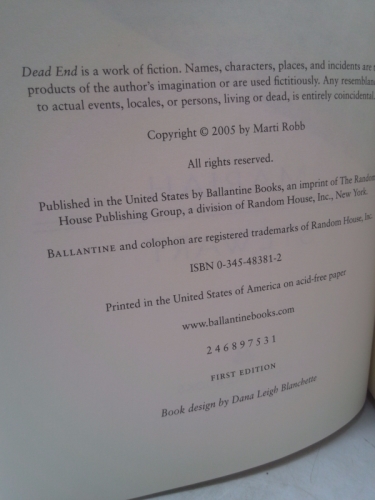 Dead End is a work of fiction. Names, characters, places, and incidents are
products of the author's imagination or are used fictitiously. Any
to actual events, locales, or persons, living or dead, is entirely coincidental.
Copyright © 2005 by Marti Robb
All rights reserved.
Published in the United States by Ballantine Books, an imprint of The Random
House Publishing Group, a division of Random House, Inc., New York.
BALLANTINE and colophon are registered trademarks of Random House, Inc.
ISBN 0-345-48381-2
Printed in the United States of America on acid-free paper
www.ballantinebooks.com
2 4 6 8 9 7 5 3 1
FIRST EDITION
Book design by Dana Leigh Blanchette